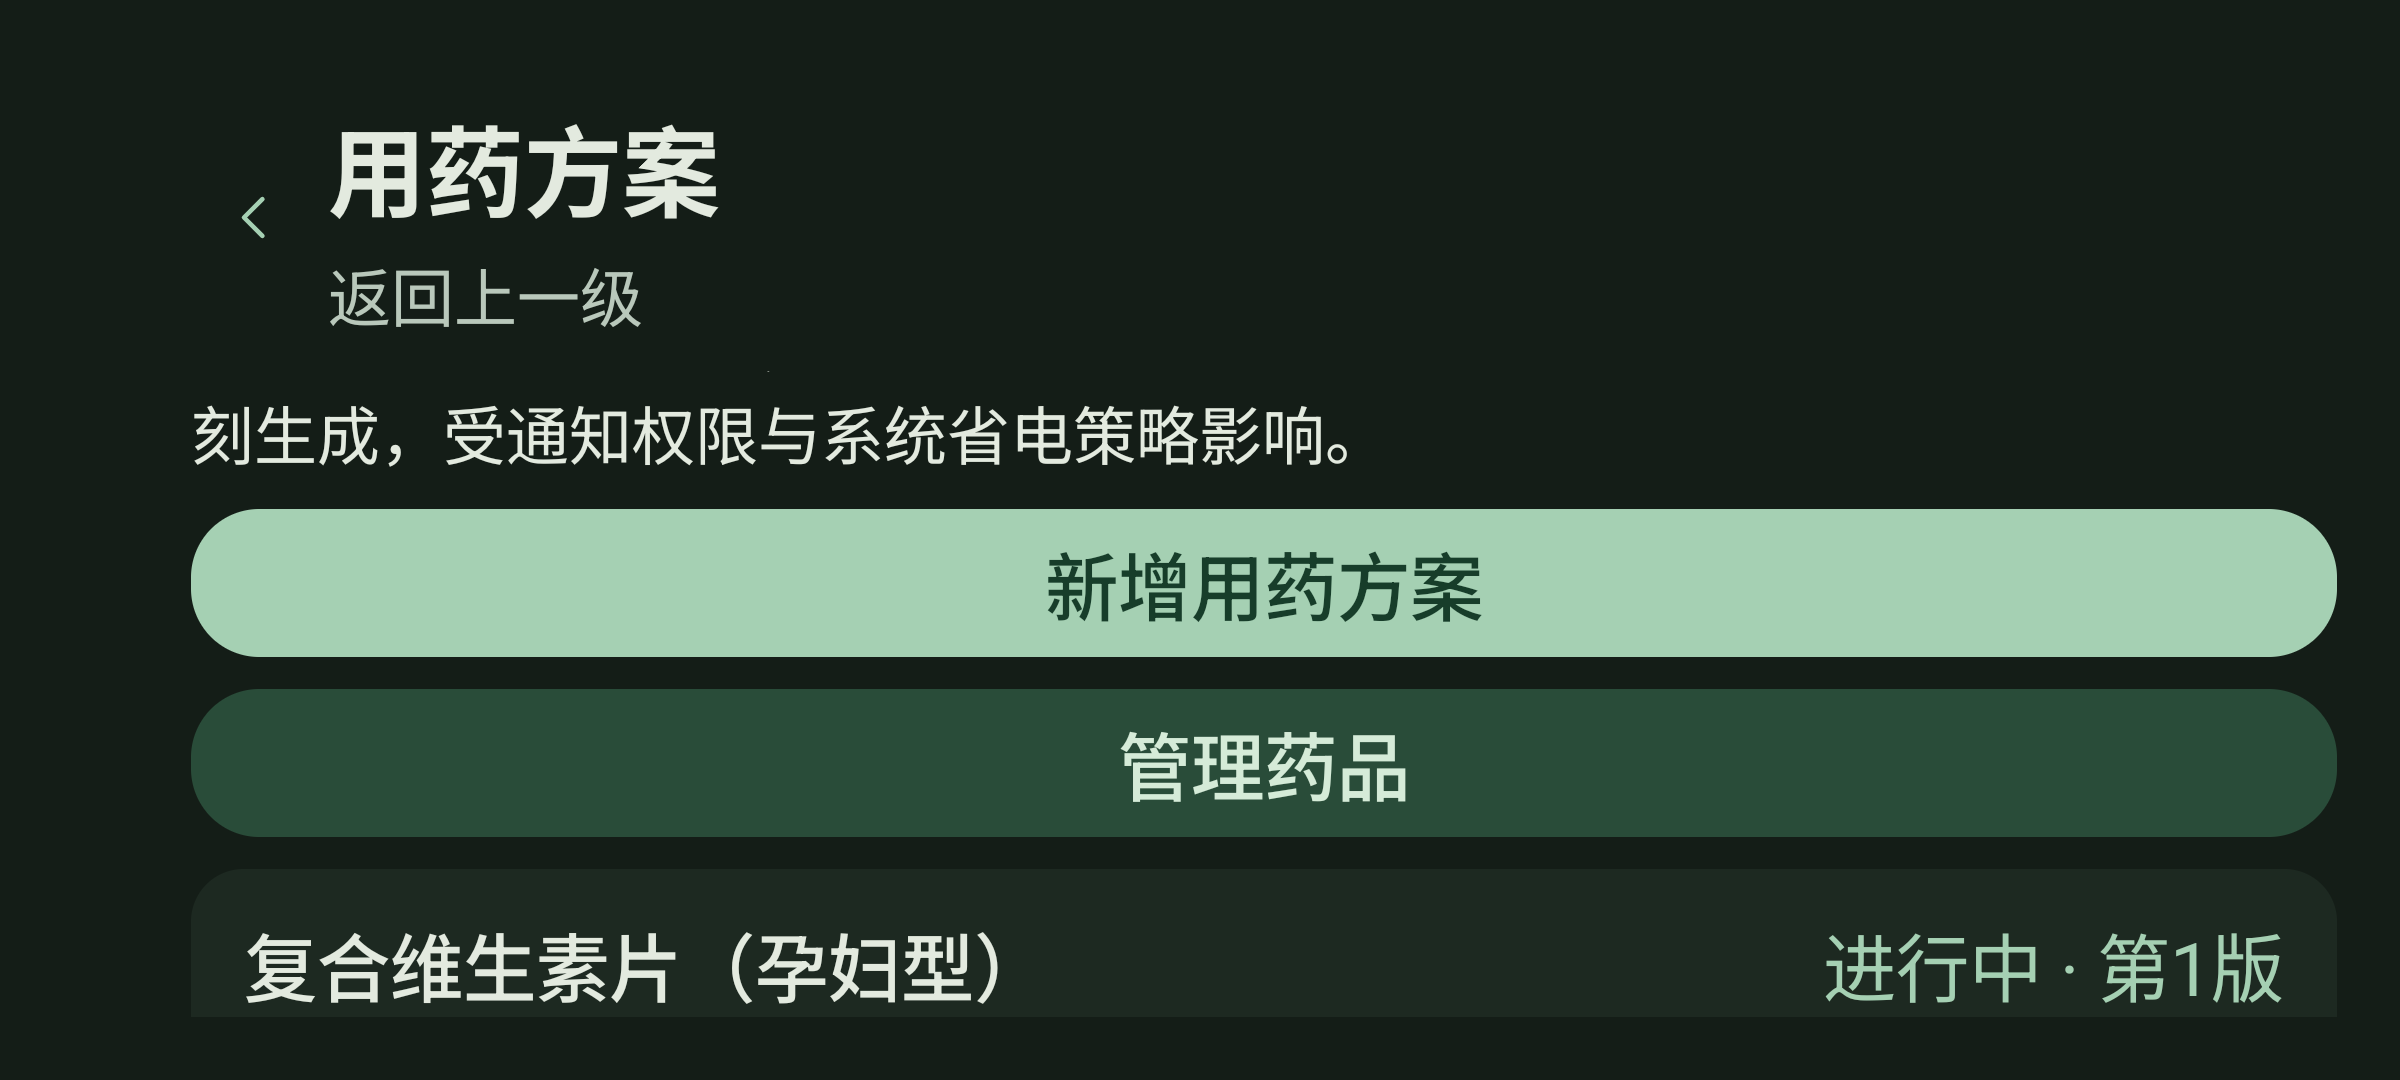 用药方案
返回上一级
刻生成，受通知权限与系统省电策略影响。
新增用药方案
管理药品
复合维生素片（孕妇型）
进行中 · 第1版